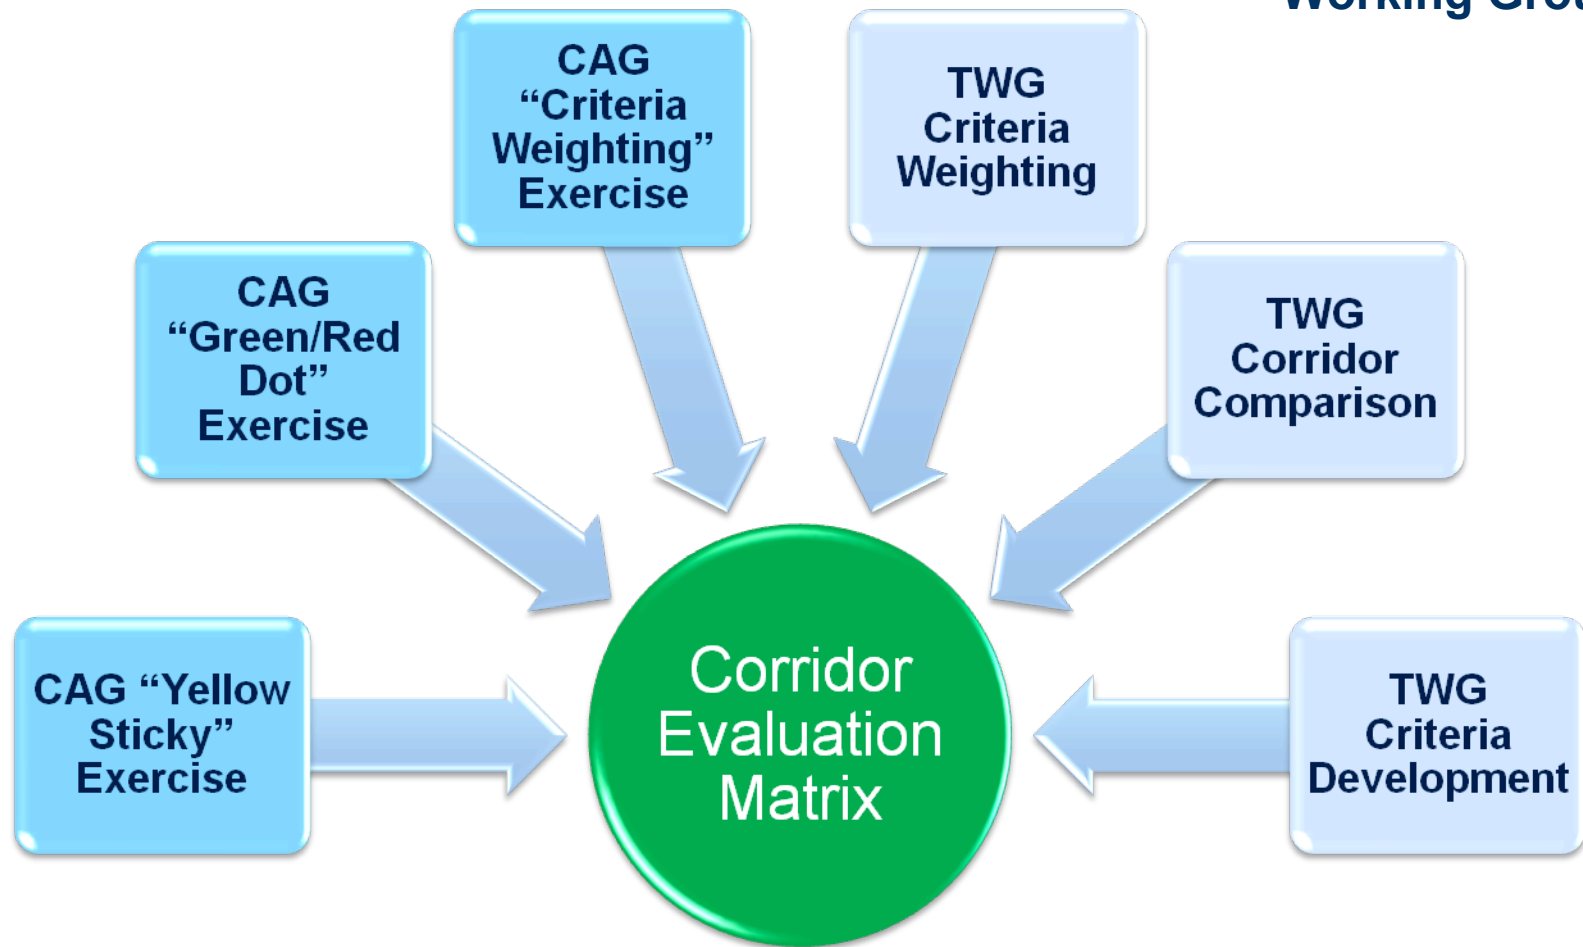 Working
CAG
“Criteria
Weighting”
Exercise
TWG
Criteria
Weighting
CAG
“Green/Red
Dot”
Exercise
TWG
Corridor
Comparison
CAG “Yellow
Sticky”
Exercise
Corridor
Evaluation
Matrix
TWG
Criteria
Development